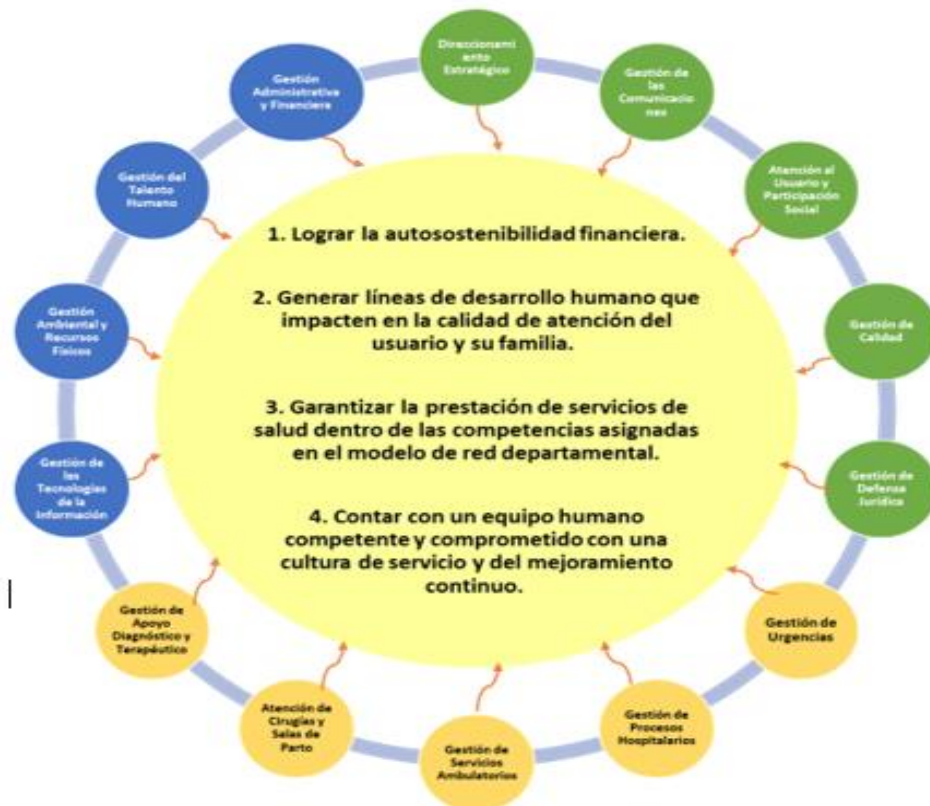 Direccionami
ento
Estratégico
Gestión de
las
Comunicacio
nes
Atención al
Usuario y
Participación
Social
Gestión de
Calidad
Gestión de
Defensa
Jurídica
Gestión de
Urgencias
Gestión de
Procesos
Hospitalarios
Gestión de
Servicios
Ambulatorios
Atención de
Cirugías y
Salas de
Parto
Gestión de
Apoyo
Diagnóstico y
Terapéutico
Gestión de
las
Tecnologías
de la
Información
Gestión
Ambiental y
Recursos
Físicos
Gestión del
Talento
Humano
Gestión
Administrativa
y Financiera
1. Lograr la autosostenibilidad financiera.
2. Generar líneas de desarrollo humano que
impacten en la calidad de atención del
usuario y su familia.
3. Garantizar la prestación de servicios de
salud dentro de las competencias asignadas
en el modelo de red departamental.
4. Contar con un equipo humano
competente y comprometido con una
cultura de servicio y del mejoramiento
continuo.